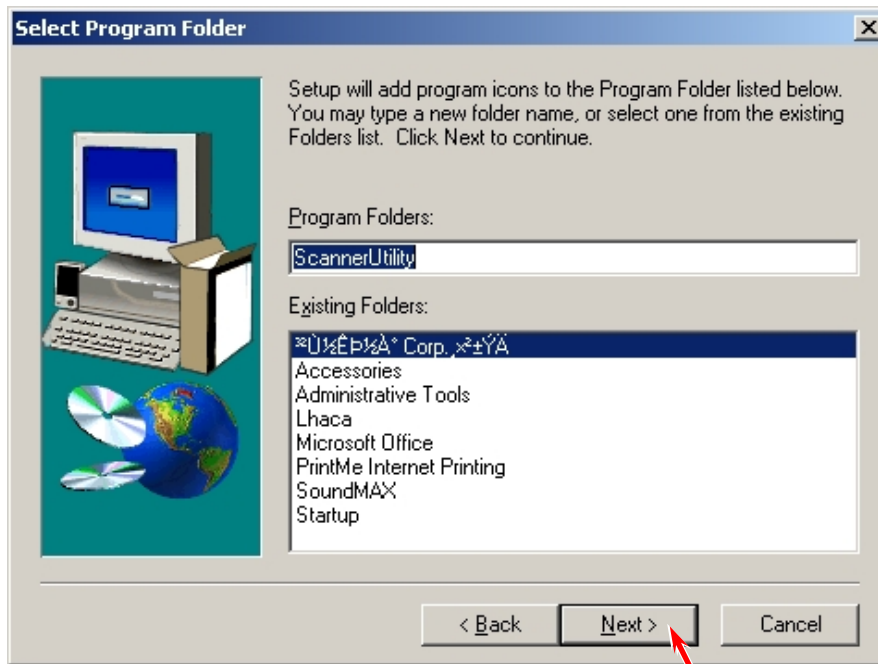 Select Program Folder
Setup will add program icons to the Program Folder listed below.
You may type a new folder name, or select one from the existing
Folders list. Click Next to continue.
Program Folders:
ScannerUtility
Existing Folders:
Corp.
Accessories
Administrative Tools
Lhaca
Microsoft Office
PrintMe Internet Printing
SoundMAX
Startup
< Back
Next >
Cancel